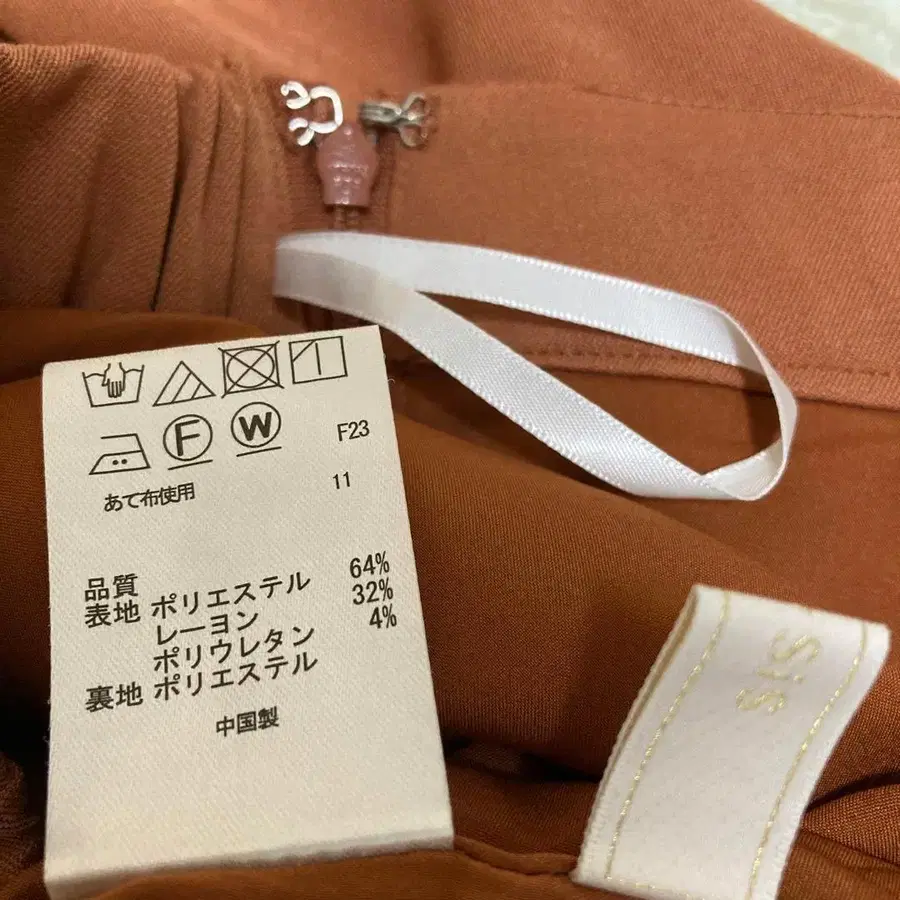 F W F23
あて布使用 11
品質
表地 ポリエステル 64%
レーヨン 32%
ポリウレタン 4%
裏地 ポリエステル
中国製
S/S